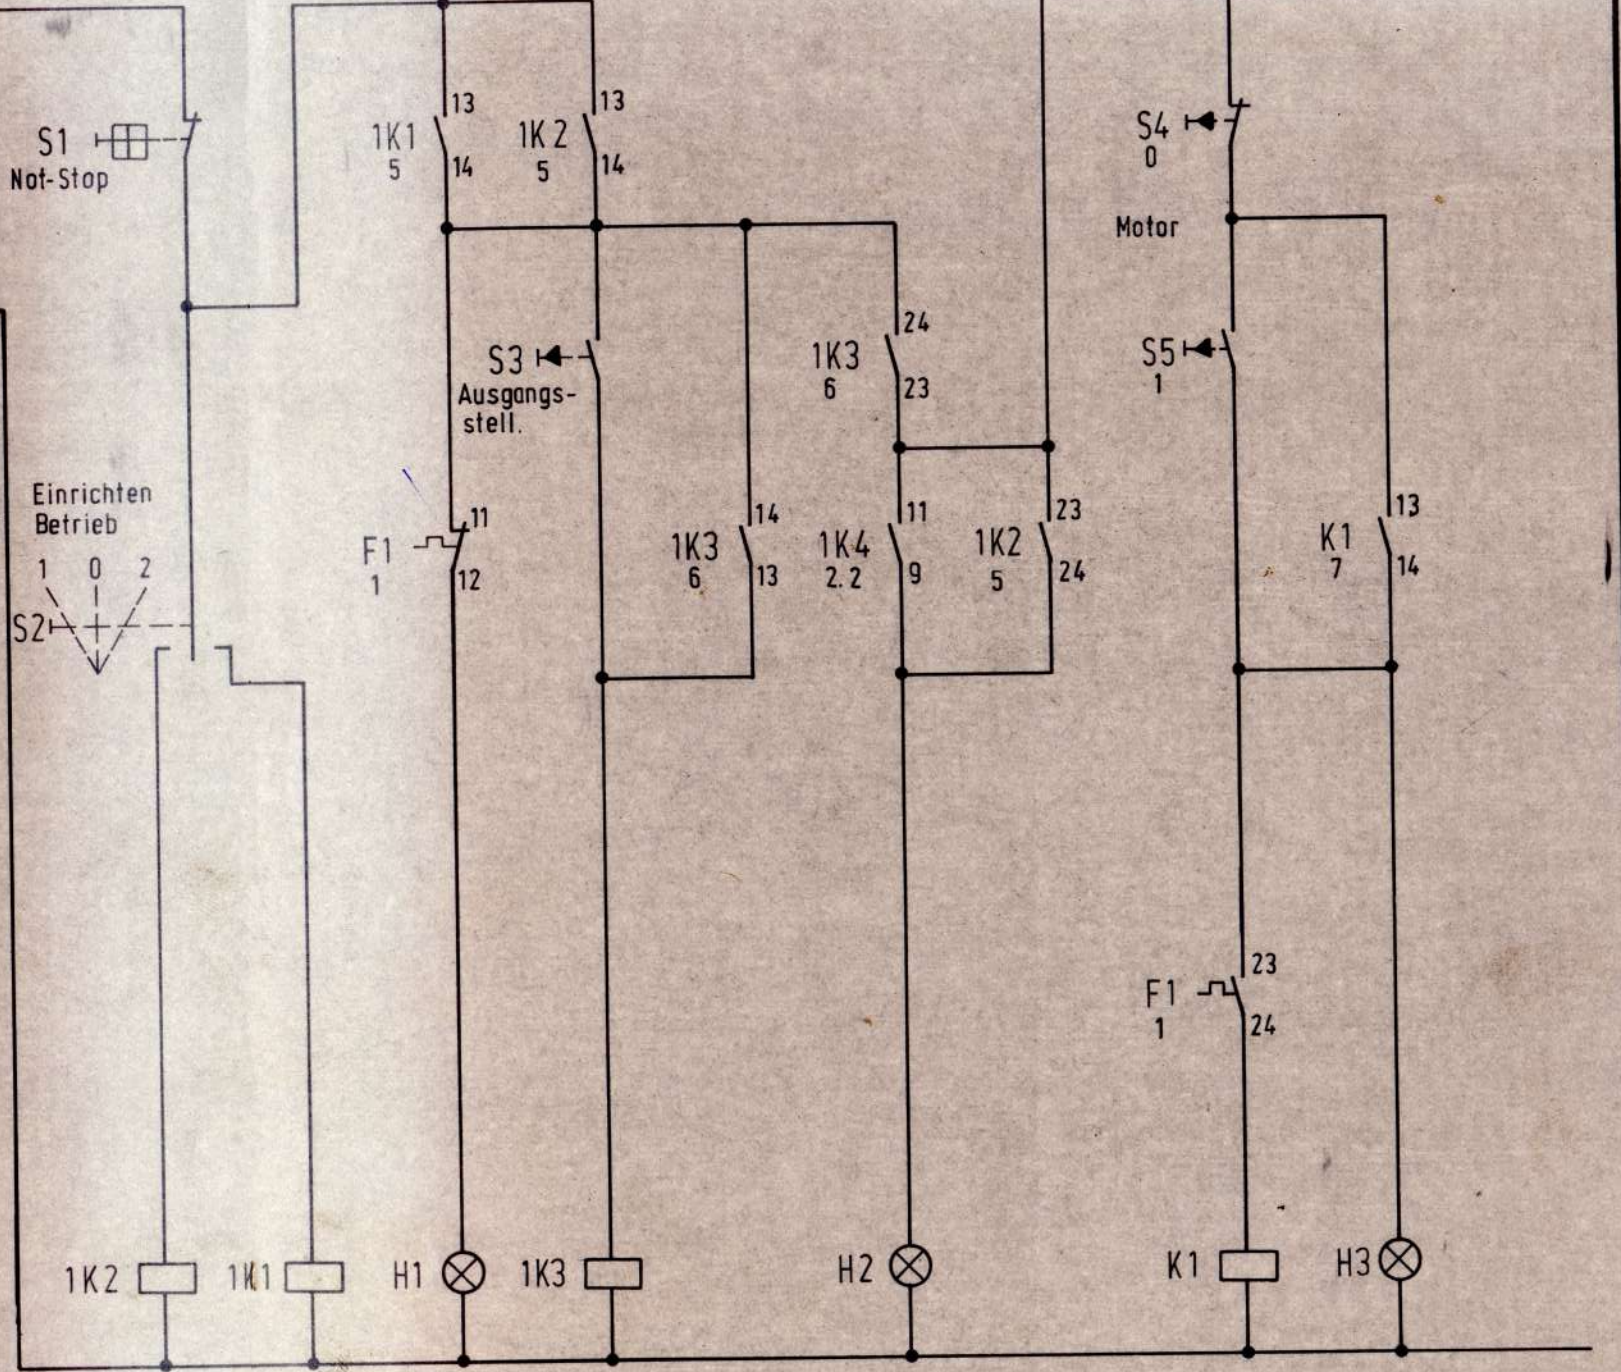 13
1K1
5
14
13
1K2
5
14
S1
Not-Stop
S4
0
Motor
S3
Ausgangs-
stell.
24
1K3
6
23
S5
1
Einrichten
Betrieb
1 0 2
S2
11
F1
1
12
14
1K3
6
13
11
1K4
2.2
9
23
1K2
5
24
13
K1
7
14
23
F1
1
24
1K2
1K1
H1
1K3
H2
K1
H3